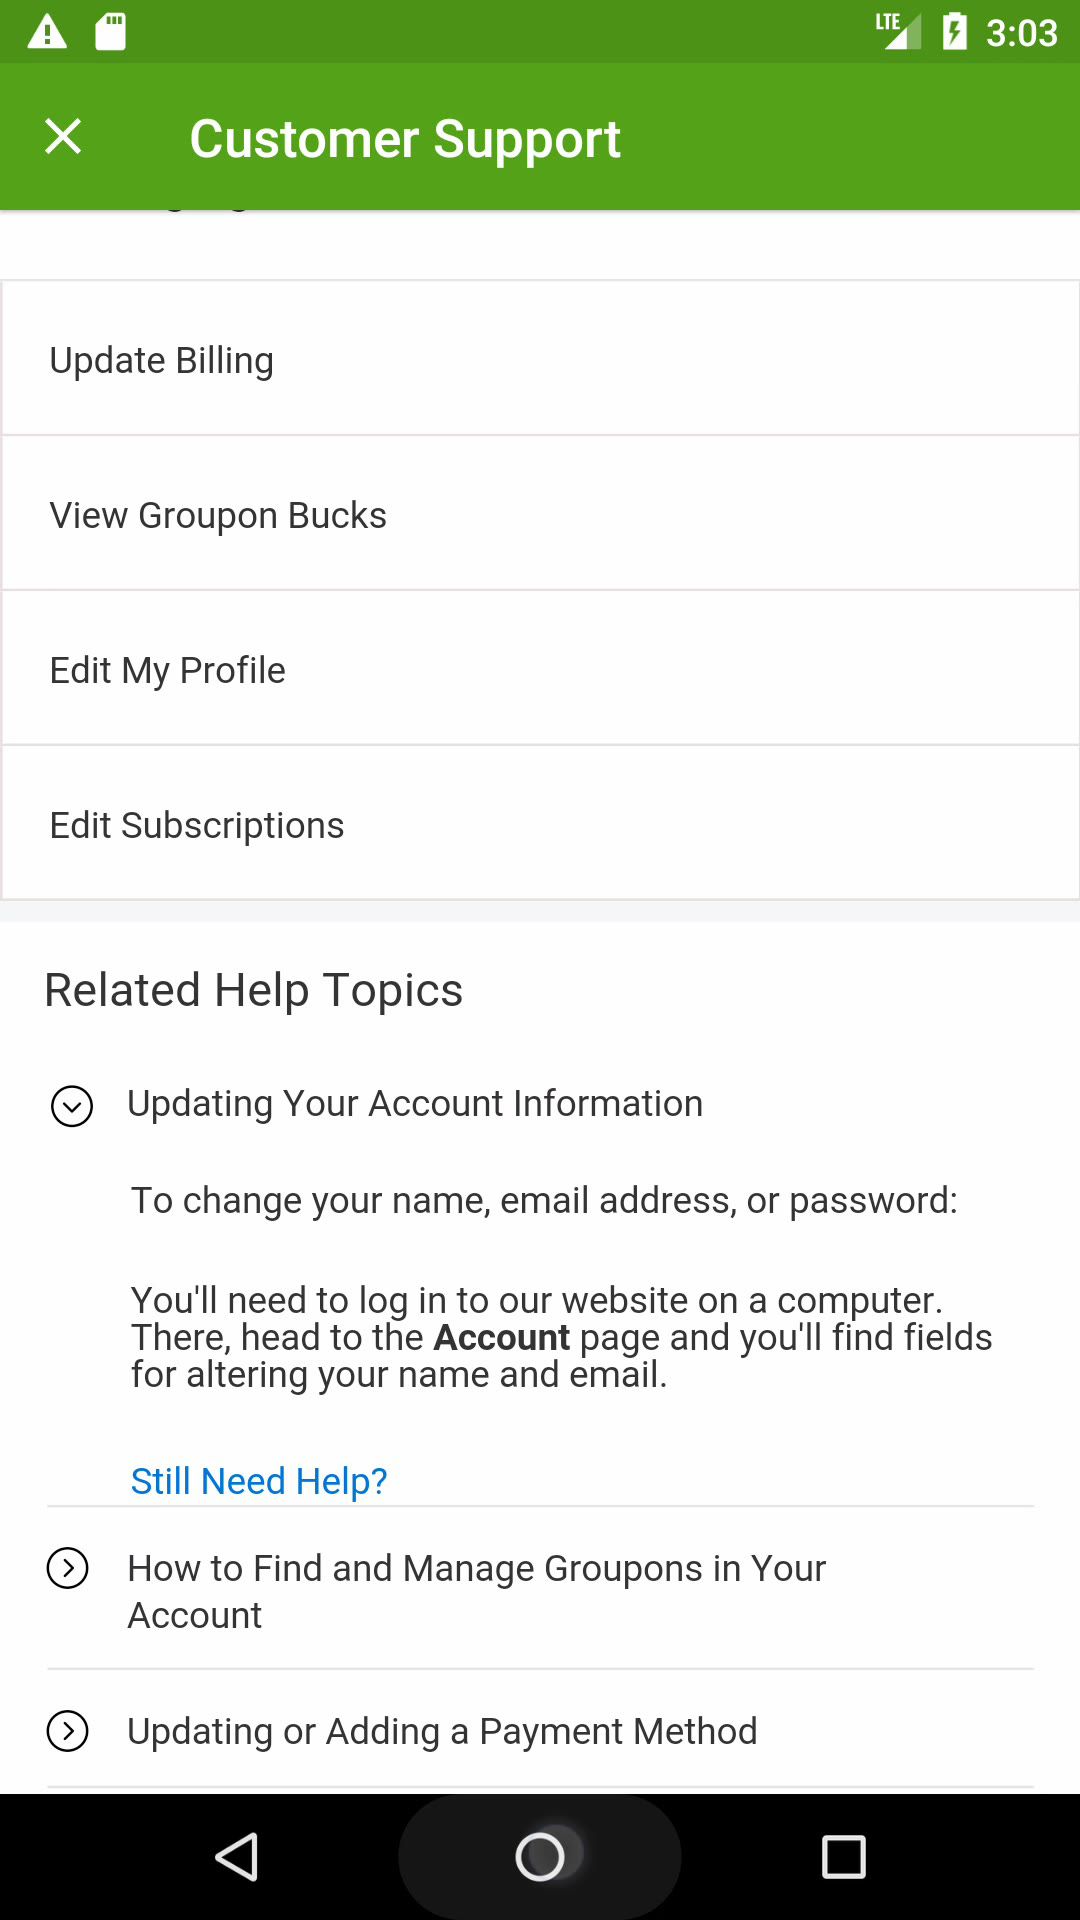 LTE 3:03
Customer Support
Update Billing
View Groupon Bucks
Edit My Profile
Edit Subscriptions
Related Help Topics
Updating Your Account Information
To change your name, email address, or password:
You'll need to log in to our website on a computer.
There, head to the Account page and you'll find fields
for altering your name and email.
Still Need Help?
How to Find and Manage Groupons in Your
Account
Updating or Adding a Payment Method